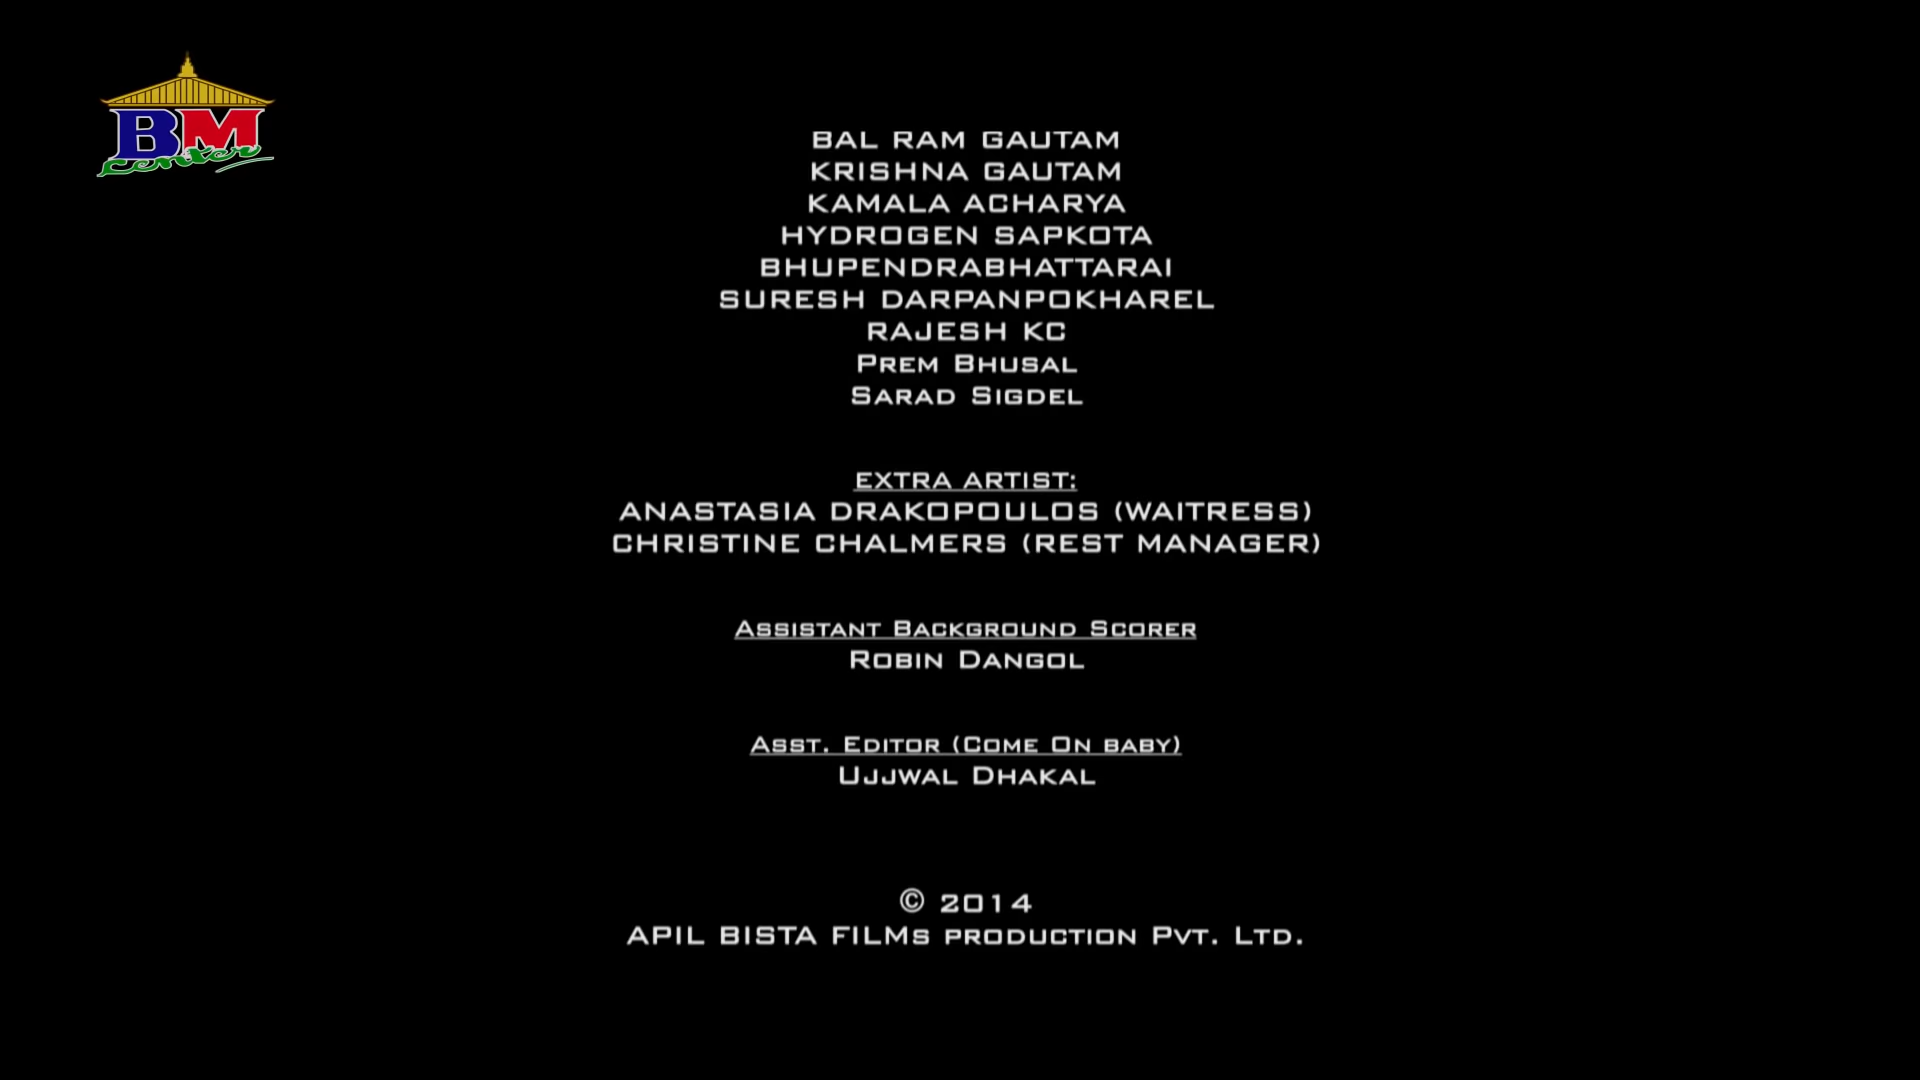 BM
center
BAL RAM GAUTAM
KRISHNA GAUTAM
KAMALA ACHARYA
HYDROGEN SAPKOTA
BHUPENDRABHATTARAI
SURESH DARPANPOKHAREL
RAJESH KC
PREM BHUSAL
SARAD SIGDEL
EXTRA ARTIST:
ANASTASIA DRAKOPOULOS (WAITRESS)
CHRISTINE CHALMERS (REST MANAGER)
ASSISTANT BACKGROUND SCORER
ROBIN DANGOL
ASST. EDITOR (COME ON BABY)
UJJWAL DHAKAL
© 2014
APIL BISTA FILMS PRODUCTION PVT. LTD.